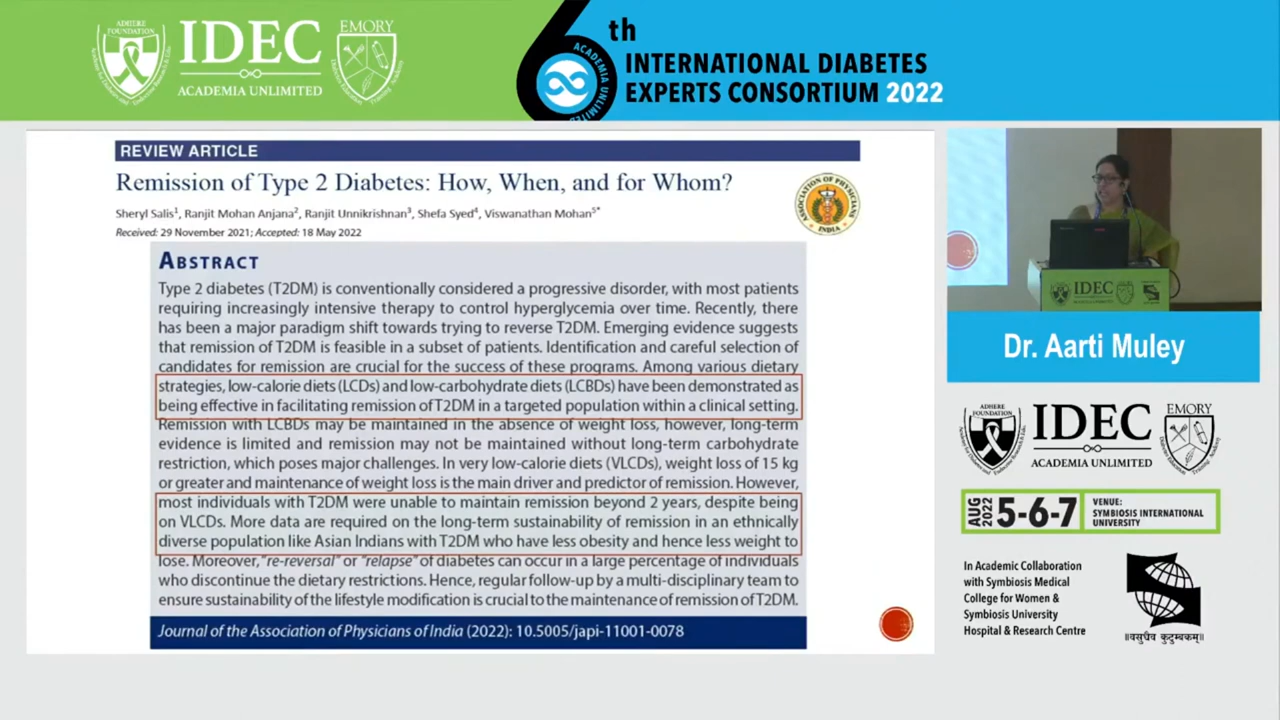 ADHERE
FOUNDATION
IDEC
ACADEMIA UNLIMITED
EMORY
6th
ACADEMIA UNLIMITED
INTERNATIONAL DIABETES
EXPERTS CONSORTIUM 2022
REVIEW ARTICLE
Remission of Type 2 Diabetes: How, When, and for Whom?
Sheryl Salis1, Ranjit Mohan Anjana2, Ranjit Unnikrishnan3, Shefa Syed4, Viswanathan Mohan5*
Received: 29 November 2021; Accepted: 18 May 2022
ASSOCIATION OF PHYSICIANS
INDIA
ABSTRACT
Type 2 diabetes (T2DM) is conventionally considered a progressive disorder, with most patients
requiring increasingly intensive therapy to control hyperglycemia over time. Recently, there
has been a major paradigm shift towards trying to reverse T2DM. Emerging evidence suggests
that remission of T2DM is feasible in a subset of patients. Identification and careful selection of
candidates for remission are crucial for the success of these programs. Among various dietary
strategies, low-calorie diets (LCDs) and low-carbohydrate diets (LCBDs) have been demonstrated as
being effective in facilitating remission of T2DM in a targeted population within a clinical setting.
Remission with LCBDs may be maintained in the absence of weight loss, however, long-term
evidence is limited and remission may not be maintained without long-term carbohydrate
restriction, which poses major challenges. In very low-calorie diets (VLCDs), weight loss of 15 kg
or greater and maintenance of weight loss is the main driver and predictor of remission. However,
most individuals with T2DM were unable to maintain remission beyond 2 years, despite being
on VLCDs. More data are required on the long-term sustainability of remission in an ethnically
diverse population like Asian Indians with T2DM who have less obesity and hence less weight to
lose. Moreover, "re-reversal" or "relapse" of diabetes can occur in a large percentage of individuals
who discontinue the dietary restrictions. Hence, regular follow-up by a multi-disciplinary team to
ensure sustainability of the lifestyle modification is crucial to the maintenance of remission of T2DM.
Journal of the Association of Physicians of India (2022): 10.5005/japi-11001-0078
IDEC
Dr. Aarti Muley
ADHERE
FOUNDATION
IDEC
ACADEMIA UNLIMITED
EMORY
AUG
2022
5-6-7
VENUE:
SYMBIOSIS INTERNATIONAL
UNIVERSITY
In Academic Collaboration
with Symbiosis Medical
College for Women &
Symbiosis University
Hospital & Research Centre
॥वसुधैव कुटुम्बकम्॥